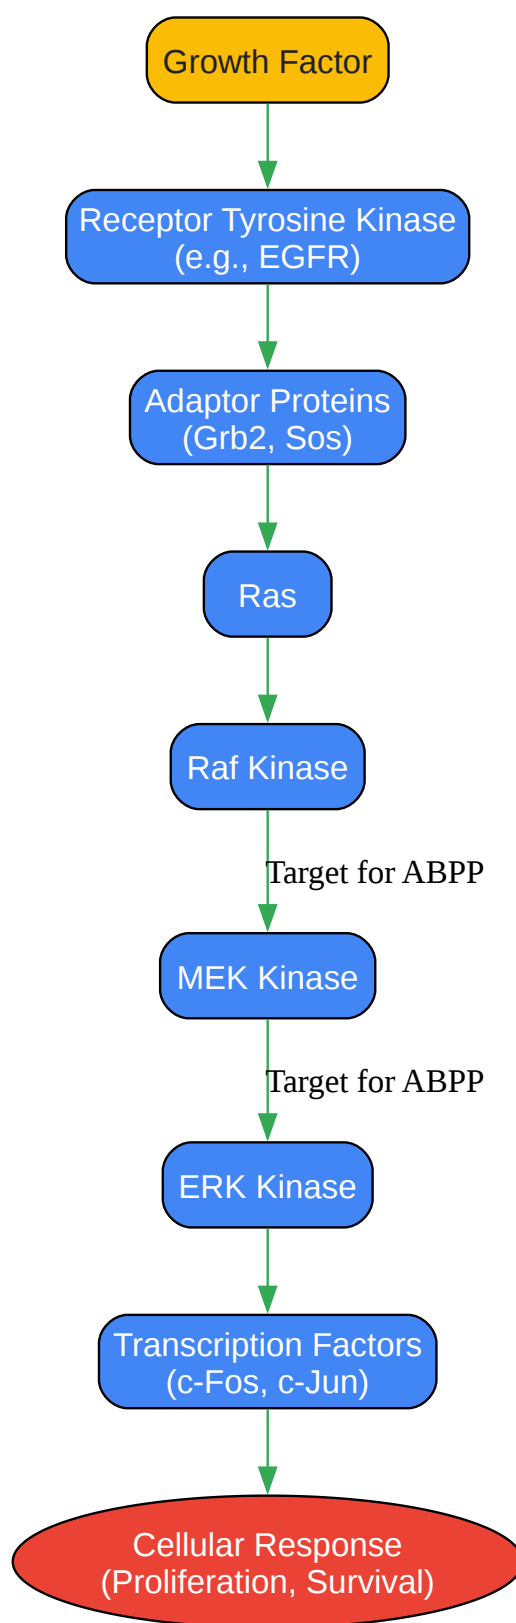 Growth Factor
Receptor Tyrosine Kinase
(e.g., EGFR)
Adaptor Proteins
(Grb2, Sos)
Ras
Raf Kinase
Target for ABPP
MEK Kinase
Target for ABPP
ERK Kinase
Transcription Factors
(c-Fos, c-Jun)
Cellular Response
(Proliferation, Survival)